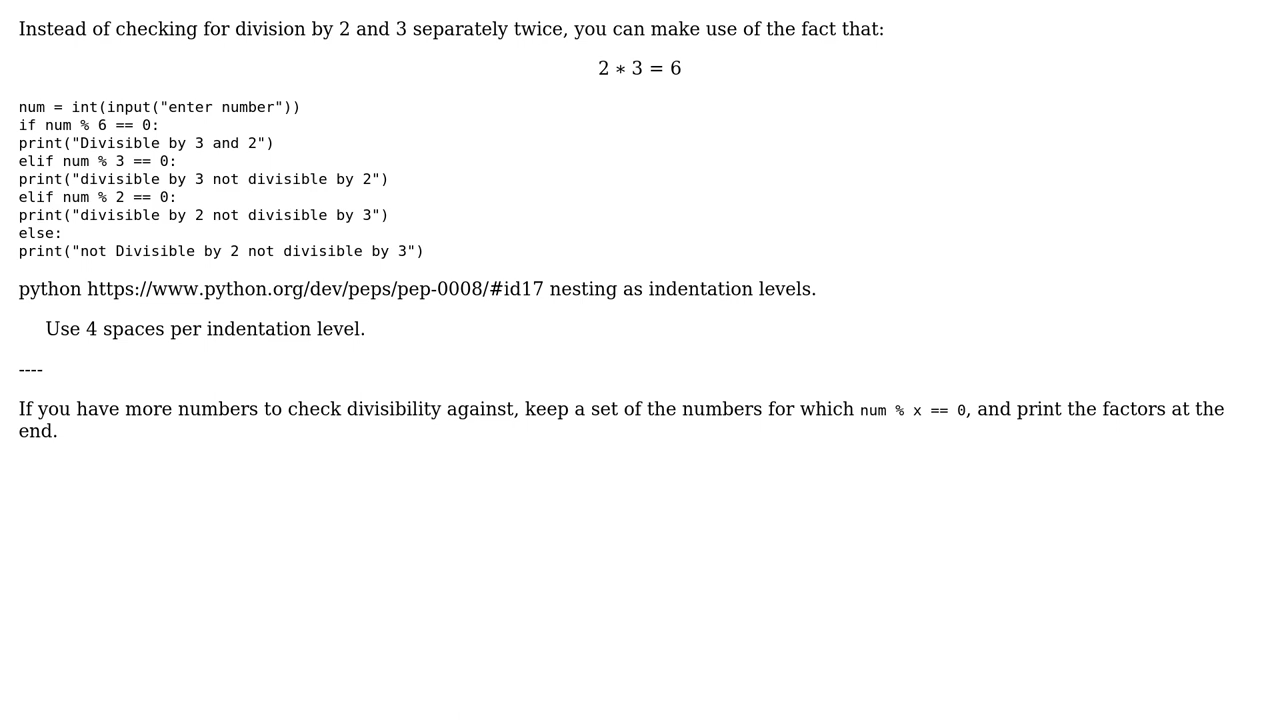 Instead of checking for division by 2 and 3 separately twice, you can make use of the fact that:
2 * 3 = 6
num = int(input("enter number"))
if num % 6 == 0:
print("Divisible by 3 and 2")
elif num % 3 == 0:
print("divisible by 3 not divisible by 2")
elif num % 2 == 0:
print("divisible by 2 not divisible by 3")
else:
print("not Divisible by 2 not divisible by 3")
python https://www.python.org/dev/peps/pep-0008/#id17 nesting as indentation levels.
Use 4 spaces per indentation level.
----
If you have more numbers to check divisibility against, keep a set of the numbers for which num % x == 0, and print the factors at the
end.